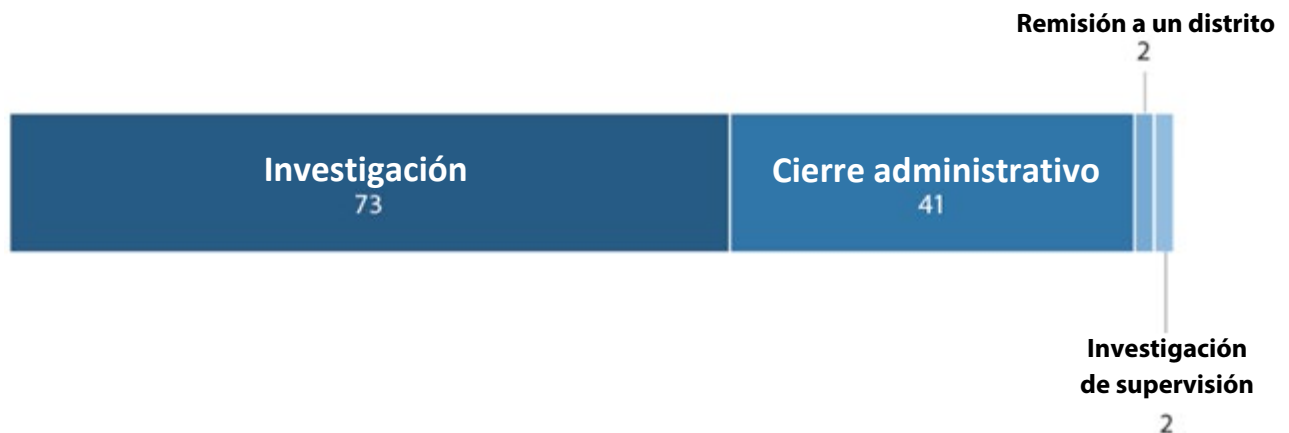 Remisión a un distrito
2
Investigación
73
Cierre administrativo
41
Investigación
de supervisión
2